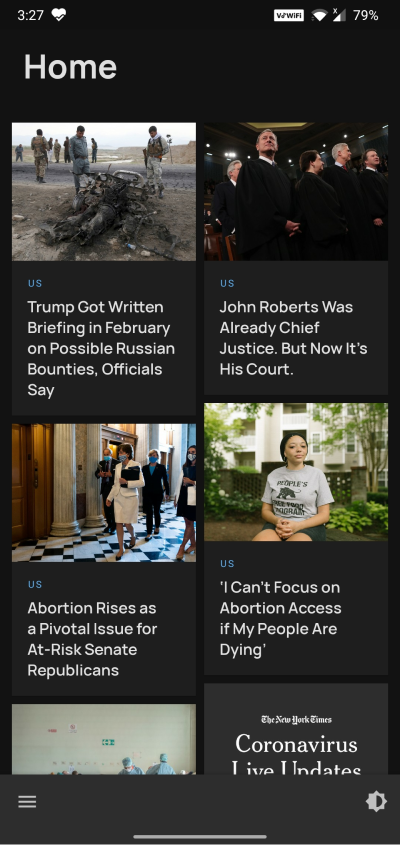 3:27
VoWiFi
X
79%
Home
US
Trump Got Written
Briefing in February
on Possible Russian
Bounties, Officials
Say
US
John Roberts Was
Already Chief
Justice. But Now It's
His Court.
US
Abortion Rises as
a Pivotal Issue for
At-Risk Senate
Republicans
PEOPLE'S
FREE FOOD
PROGRAM
US
'I Can't Focus on
Abortion Access
if My People Are
Dying'
The New York Times
Coronavirus
Live Updates